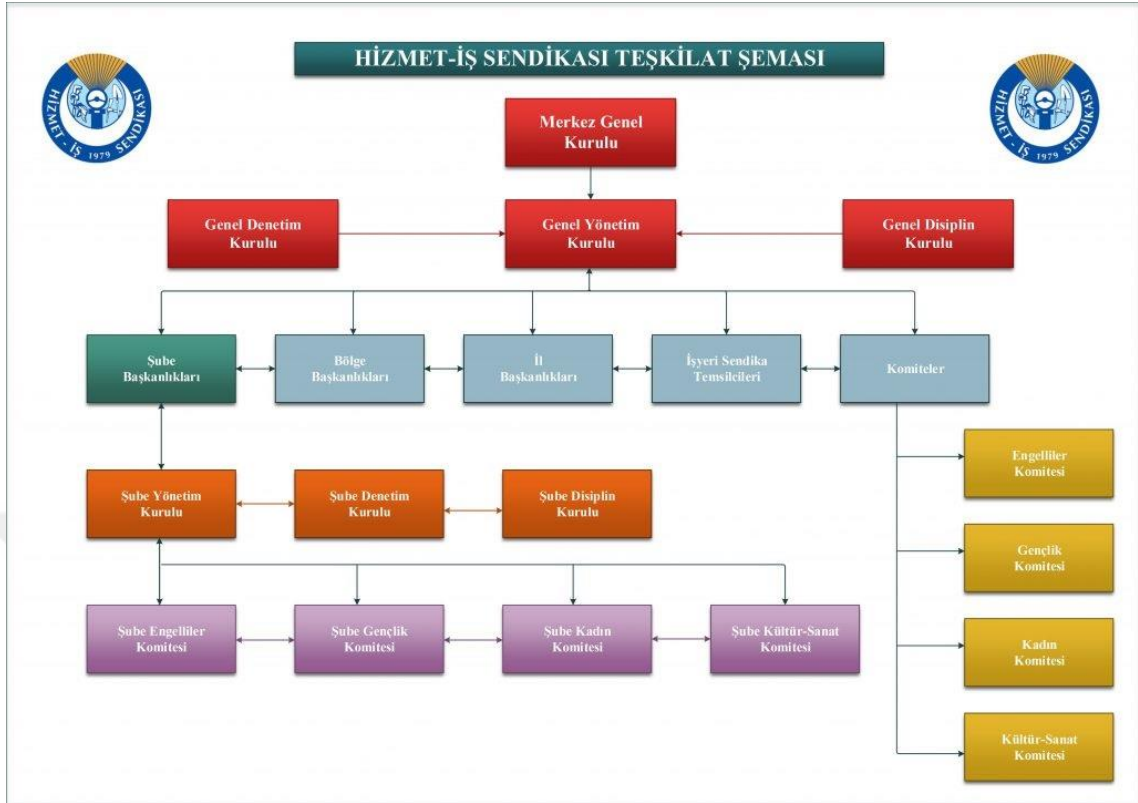 HİZMET-İŞ SENDİKASI TEŞKİLAT ŞEMASI
HİZMET - İŞ SENDİKASI
1979
HİZMET - İŞ SENDİKASI
1979
Merkez Genel
Kurulu
Genel Denetim
Kurulu
Genel Yönetim
Kurulu
Genel Disiplin
Kurulu
Şube
Başkanlıkları
Bölge
Başkanlıkları
İl
Başkanlıkları
İşyeri Sendika
Temsilcileri
Komiteler
Engelliler
Komitesi
Şube Yönetim
Kurulu
Şube Denetim
Kurulu
Şube Disiplin
Kurulu
Gençlik
Komitesi
Şube Engelliler
Komitesi
Şube Gençlik
Komitesi
Şube Kadın
Komitesi
Şube Kültür-Sanat
Komitesi
Kadın
Komitesi
Kültür-Sanat
Komitesi